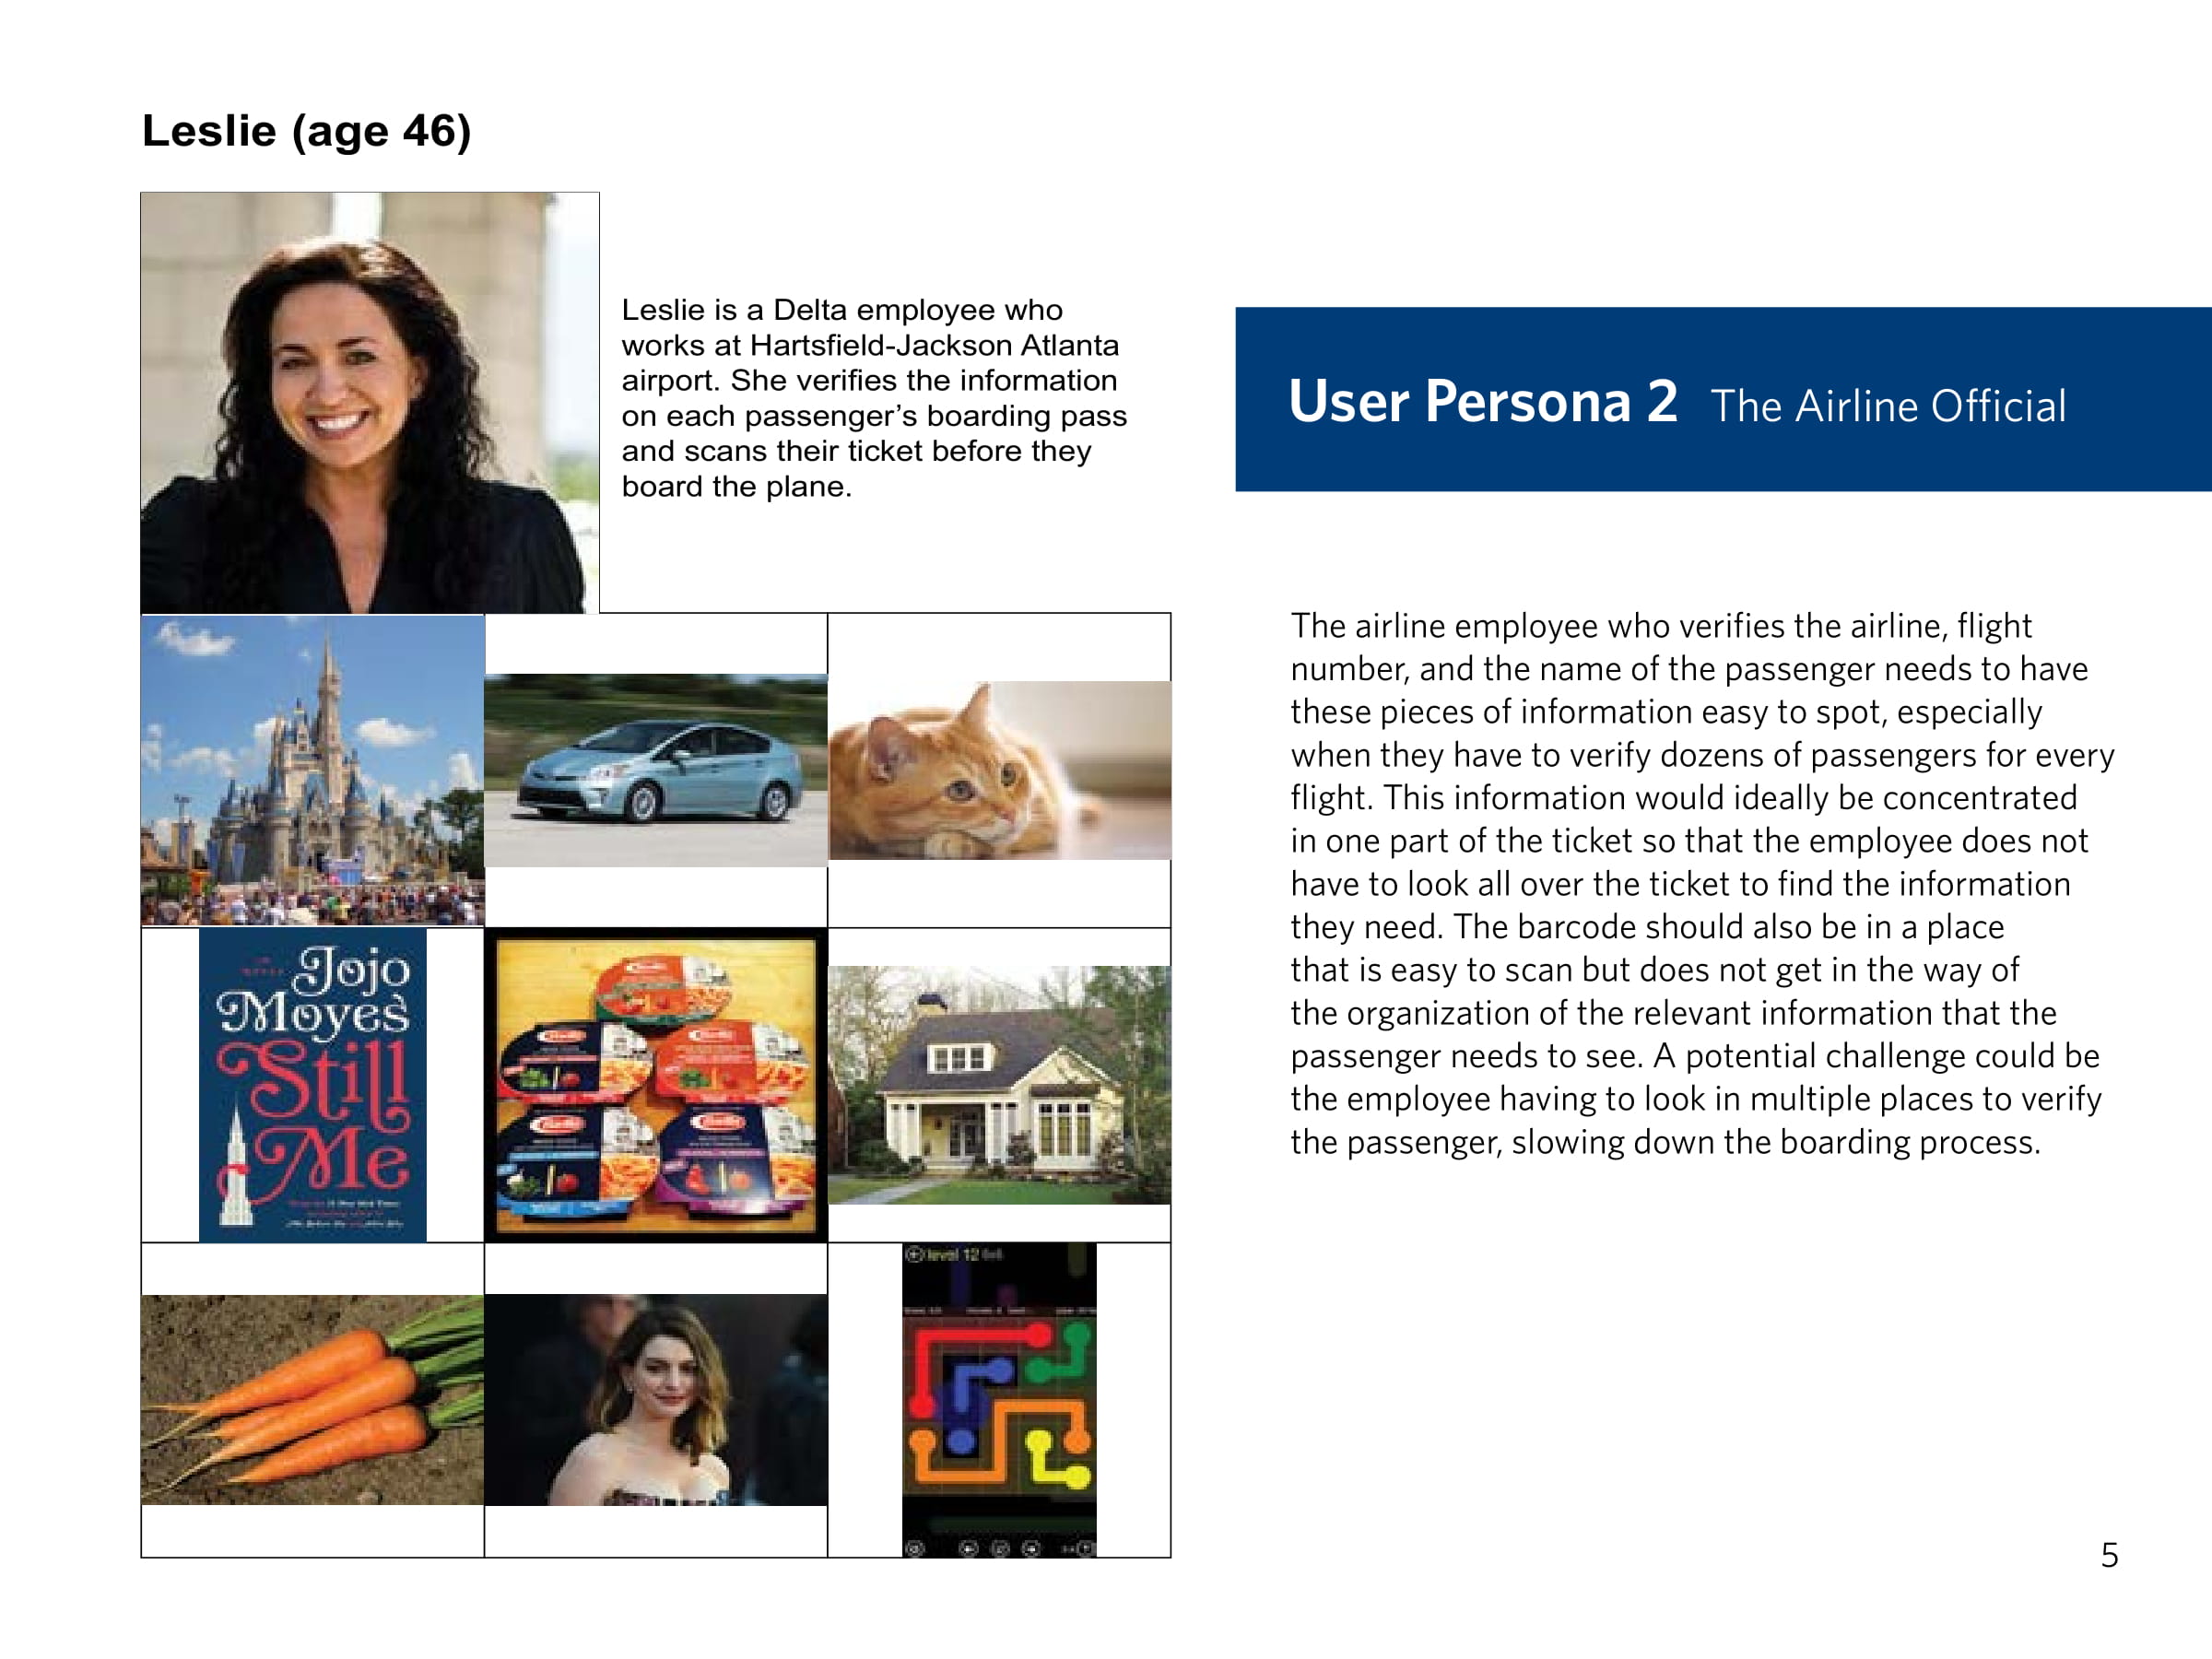 Leslie (age 46)
Leslie is a Delta employee who
works at Hartsfield-Jackson Atlanta
airport. She verifies the information
on each passenger’s boarding pass
and scans their ticket before they
board the plane.
Jojo
Moyes
Still
Me
level 12
User Persona 2 The Airline Official
The airline employee who verifies the airline, flight
number, and the name of the passenger needs to have
these pieces of information easy to spot, especially
when they have to verify dozens of passengers for every
flight. This information would ideally be concentrated
in one part of the ticket so that the employee does not
have to look all over the ticket to find the information
they need. The barcode should also be in a place
that is easy to scan but does not get in the way of
the organization of the relevant information that the
passenger needs to see. A potential challenge could be
the employee having to look in multiple places to verify
the passenger, slowing down the boarding process.
5